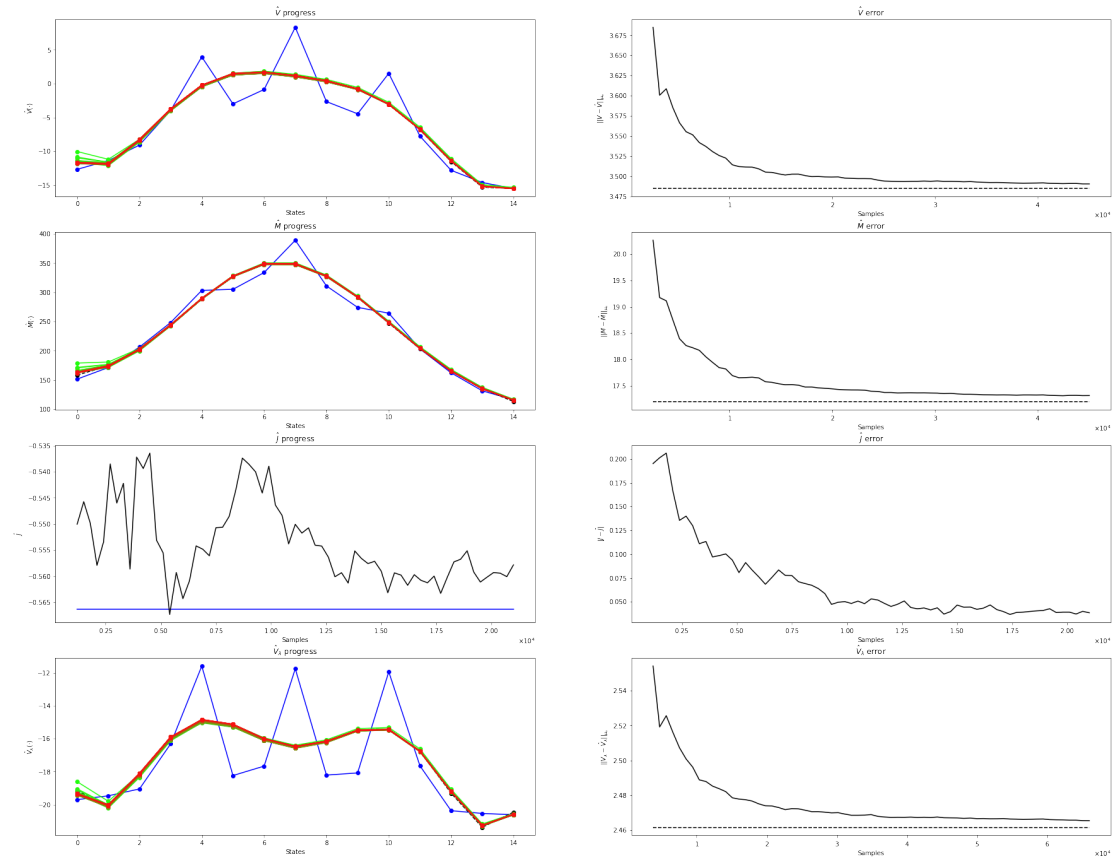 V̂ progress
V̂(·)
5
0
−5
−10
−15
0 2 4 6 8 10 12 14
States
V̂ error
3.675
3.650
3.625
3.600
3.575
3.550
3.525
3.500
3.475
1 2 3 4
Samples
×10⁴
M̂ progress
M̂(·)
400
350
300
250
200
150
100
0 2 4 6 8 10 12 14
States
M̂ error
20.0
19.5
19.0
18.5
18.0
17.5
1 2 3 4
Samples
×10⁴
Ĵ progress
−0.535
−0.540
−0.545
−0.550
−0.555
−0.560
−0.565
0.25 0.50 0.75 1.00 1.25 1.50 1.75 2.00
Samples
×10⁴
Ĵ error
0.200
0.175
0.150
0.125
0.100
0.075
0.050
0.25 0.50 0.75 1.00 1.25 1.50 1.75 2.00
Samples
×10⁴
V̂λ progress
V̂λ(·)
−12
−14
−16
−18
−20
0 2 4 6 8 10 12 14
States
V̂λ error
2.54
2.52
2.50
2.48
2.46
1 2 3 4 5 6
Samples
×10⁴